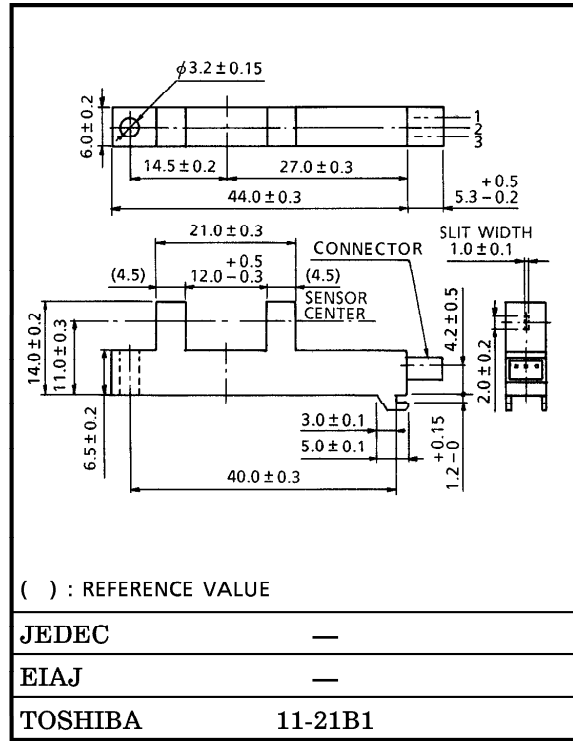 φ3.2±0.15
6.0±0.2
1
2
3
14.5±0.2
27.0±0.3
44.0±0.3
+0.5
5.3−0.2
21.0±0.3
SLIT WIDTH
1.0±0.1
CONNECTOR
+0.5
(4.5) 12.0−0.3 (4.5)
SENSOR
CENTER
14.0±0.2
11.0±0.3
6.5±0.2
4.2±0.5
2.0±0.2
3.0±0.1
5.0±0.1
+0.15
1.2−0
40.0±0.3
( ) : REFERENCE VALUE
JEDEC —
EIAJ —
TOSHIBA 11-21B1